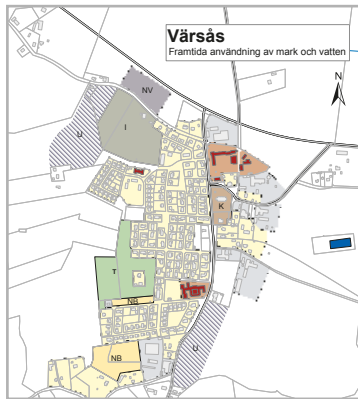 Värsås
Framtida användning av mark och vatten
N
NV
U
I
K
T
NB
NB
U